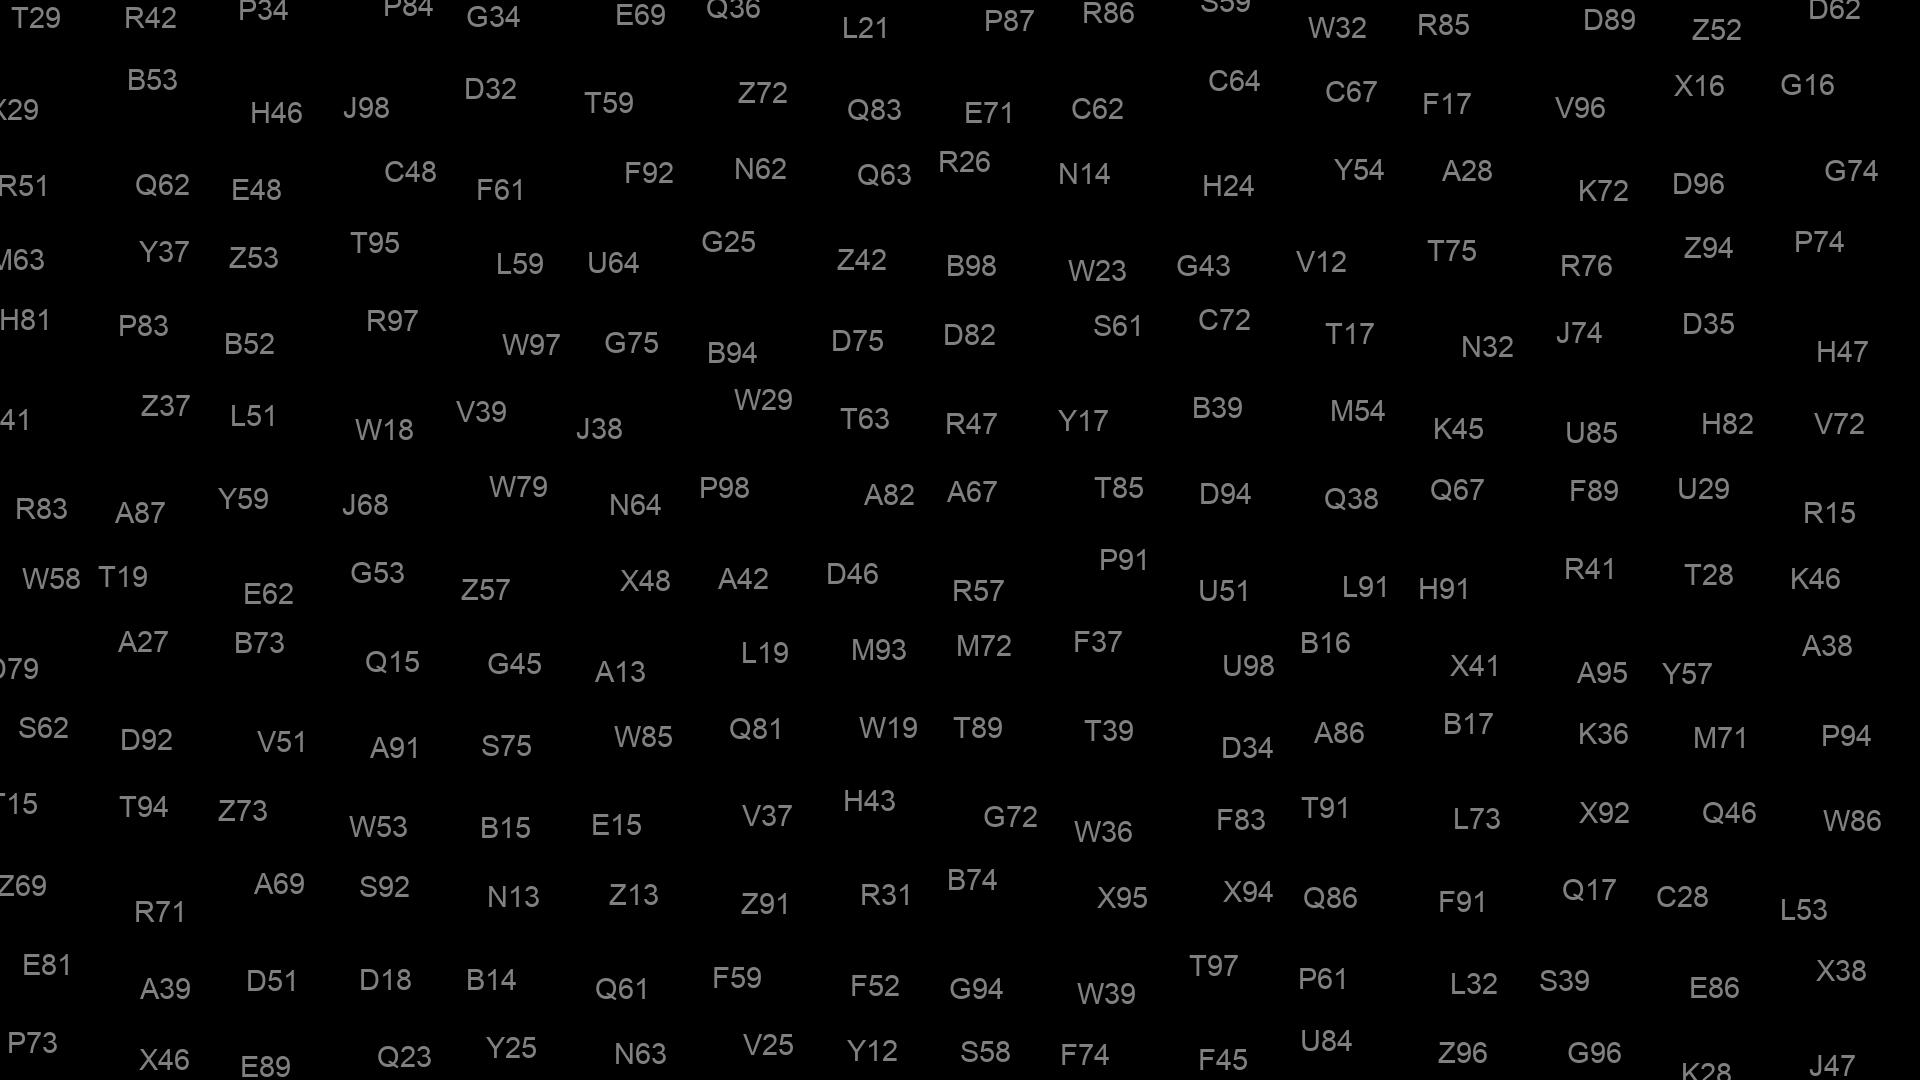 T29 R42 P34 P84 G34 E69 Q36 L21 P87 R86 S59 W32 R85 D89 Z52 D62
X29 B53 H46 J98 D32 T59 Z72 Q83 E71 C62 C64 C67 F17 V96 X16 G16
R51 Q62 E48 C48 F61 F92 N62 Q63 R26 N14 H24 Y54 A28 K72 D96 G74
M63 Y37 Z53 T95 L59 U64 G25 Z42 B98 W23 G43 V12 T75 R76 Z94 P74
H81 P83 B52 R97 W97 G75 B94 D75 D82 S61 C72 T17 N32 J74 D35 H47
41 Z37 L51 W18 V39 J38 W29 T63 R47 Y17 B39 M54 K45 U85 H82 V72
R83 A87 Y59 J68 W79 N64 P98 A82 A67 T85 D94 Q38 Q67 F89 U29 R15
W58 T19 E62 G53 Z57 X48 A42 D46 R57 P91 U51 L91 H91 R41 T28 K46
79 A27 B73 Q15 G45 A13 L19 M93 M72 F37 U98 B16 X41 A95 Y57 A38
S62 D92 V51 A91 S75 W85 Q81 W19 T89 T39 D34 A86 B17 K36 M71 P94
T15 T94 Z73 W53 B15 E15 V37 H43 G72 W36 F83 T91 L73 X92 Q46 W86
Z69 R71 A69 S92 N13 Z13 Z91 R31 B74 X95 X94 Q86 F91 Q17 C28 L53
E81 A39 D51 D18 B14 Q61 F59 F52 G94 W39 T97 P61 L32 S39 E86 X38
P73 X46 E89 Q23 Y25 N63 V25 Y12 S58 F74 F45 U84 Z96 G96 K28 J47